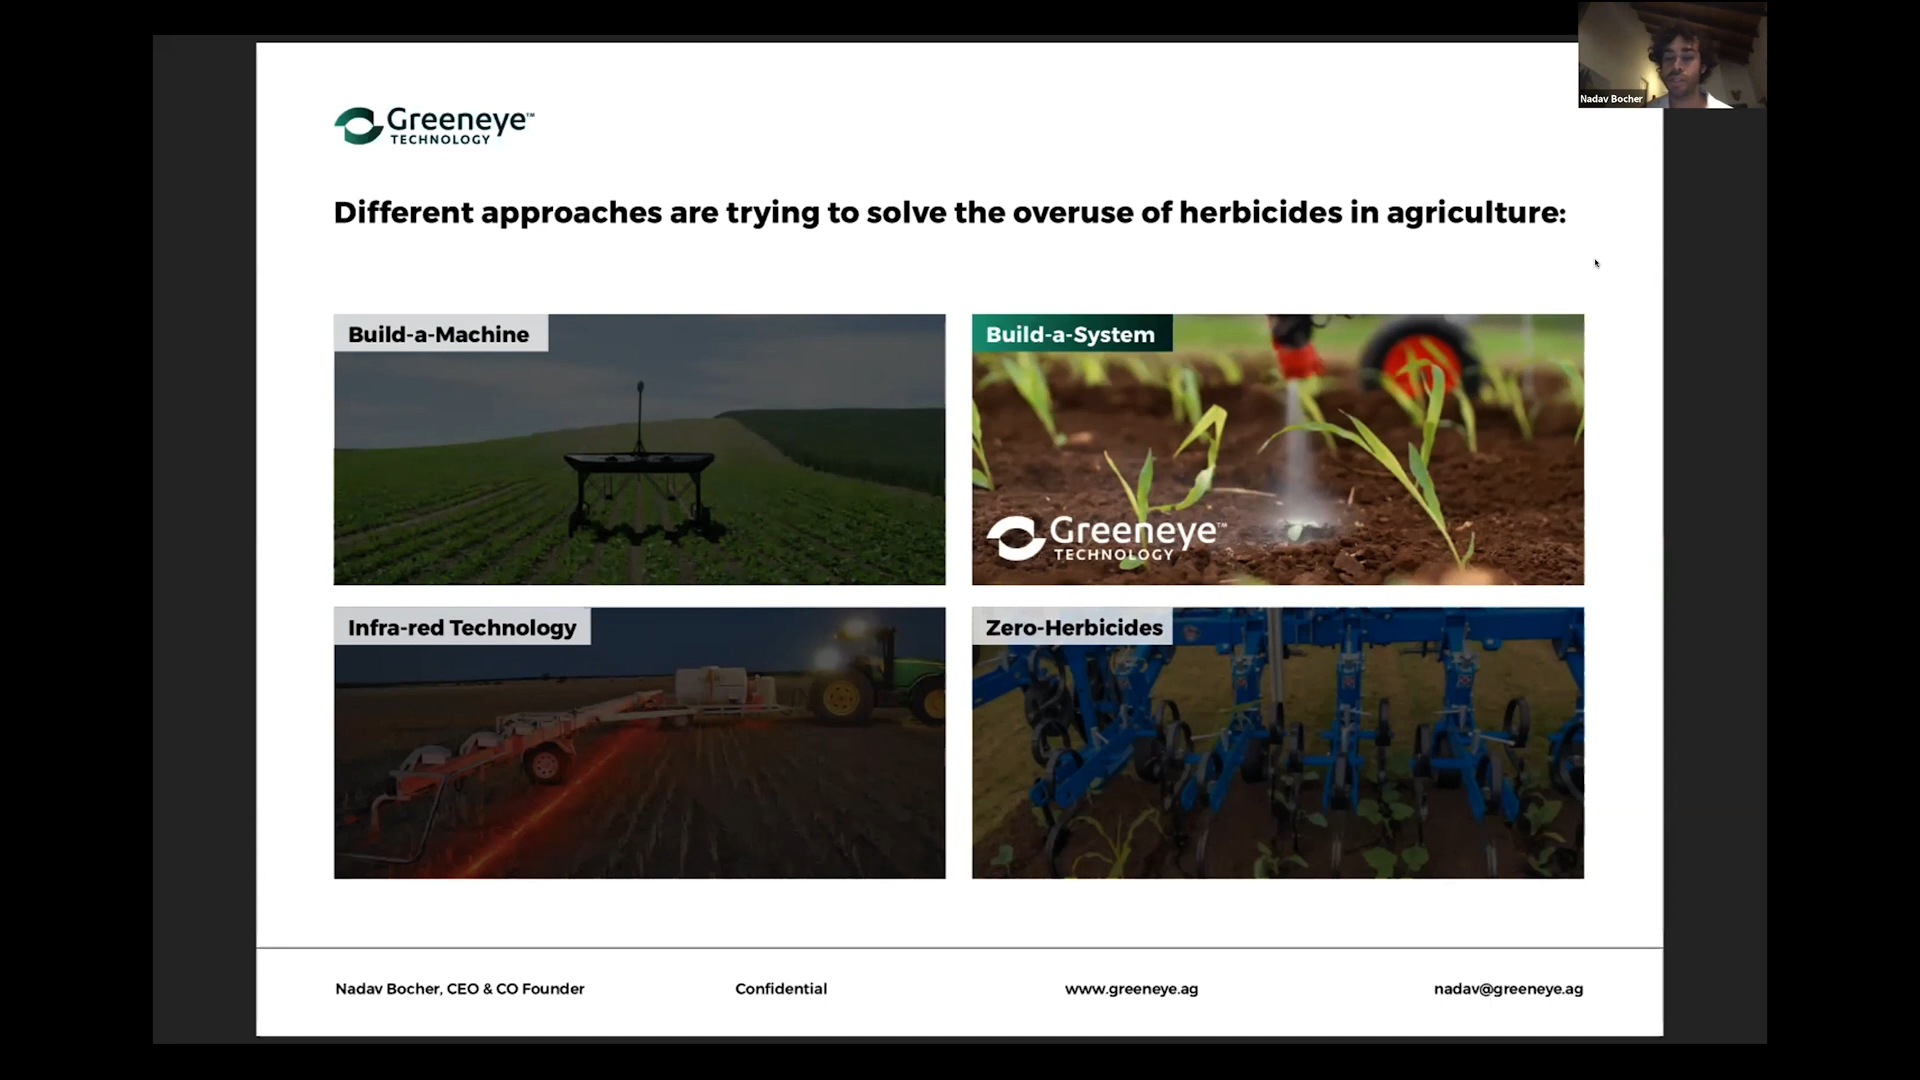 Nadav Bocher
Greeneye™
TECHNOLOGY
Different approaches are trying to solve the overuse of herbicides in agriculture:
Build-a-Machine
Build-a-System
Greeneye™
TECHNOLOGY
Infra-red Technology
Zero-Herbicides
Nadav Bocher, CEO & CO Founder
Confidential
www.greeneye.ag
nadav@greeneye.ag